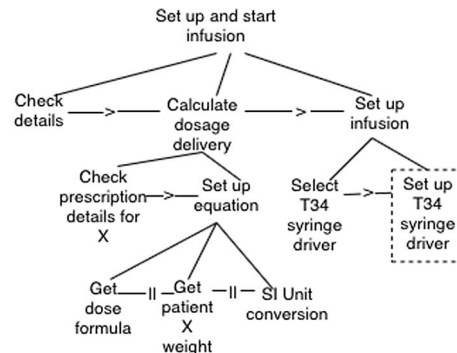 Set up and start
infusion
Check
details
>
Calculate
dosage
delivery
>
Set up
infusion
Check
prescription
details for
X
>
Set up
equation
Select
T34
syringe
driver
>
Set up
T34
syringe
driver
Get
dose
formula
||
Get
patient
X
weight
||
SI Unit
conversion